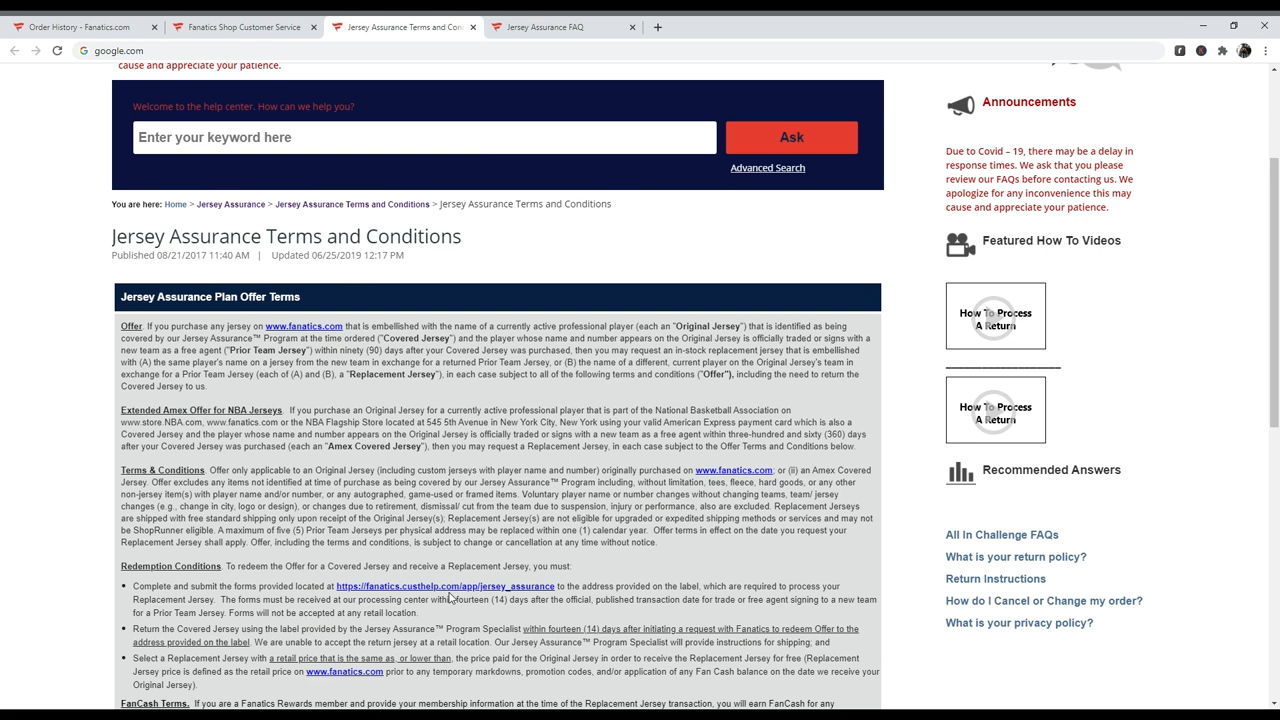 Order History - Fanatics.com
Fanatics Shop Customer Service
Jersey Assurance Terms and Con
Jersey Assurance FAQ
google.com
cause and appreciate your patience.
Welcome to the help center. How can we help you?
Enter your keyword here
Ask
Advanced Search
You are here: Home > Jersey Assurance > Jersey Assurance Terms and Conditions > Jersey Assurance Terms and Conditions
Jersey Assurance Terms and Conditions
Published 08/21/2017 11:40 AM | Updated 06/25/2019 12:17 PM
Jersey Assurance Plan Offer Terms
Offer. If you purchase any jersey on www.fanatics.com that is embellished with the name of a currently active professional player (each an "Original Jersey") that is identified as being
covered by our Jersey Assurance™ Program at the time ordered ("Covered Jersey") and the player whose name and number appears on the Original Jersey is officially traded or signs with a
new team as a free agent ("Prior Team Jersey") within ninety (90) days after your Covered Jersey was purchased, then you may request an in-stock replacement jersey that is embellished
with (A) the same player's name on a jersey from the new team in exchange for a returned Prior Team Jersey, or (B) the name of a different, current player on the Original Jersey's team in
exchange for a Prior Team Jersey (each of (A) and (B), a "Replacement Jersey"), in each case subject to all of the following terms and conditions ("Offer"), including the need to return the
Covered Jersey to us.
Extended Amex Offer for NBA Jerseys. If you purchase an Original Jersey for a currently active professional player that is part of the National Basketball Association on
www.store.NBA.com, www.fanatics.com or the NBA Flagship Store located at 545 5th Avenue in New York City, New York using your valid American Express payment card which is also a
Covered Jersey and the player whose name and number appears on the Original Jersey is officially traded or signs with a new team as a free agent within three-hundred and sixty (360) days
after your Covered Jersey was purchased (each an "Amex Covered Jersey"), then you may request a Replacement Jersey, in each case subject to the Offer Terms and Conditions below.
Terms & Conditions. Offer only applicable to an Original Jersey (including custom jerseys with player name and number) originally purchased on www.fanatics.com; or (ii) an Amex Covered
Jersey. Offer excludes any items not identified at time of purchase as being covered by our Jersey Assurance™ Program including, without limitation, tees, fleece, hard goods, or any other
non-jersey item(s) with player name and/or number, or any autographed, game-used or framed items. Voluntary player name or number changes without changing teams, team/ jersey
changes (e.g., change in city, logo or design), or changes due to retirement, dismissal/ cut from the team due to suspension, injury or performance, also are excluded. Replacement Jerseys
are shipped with free standard shipping only upon receipt of the Original Jersey(s); Replacement Jersey(s) are not eligible for upgraded or expedited shipping methods or services and may not
be ShopRunner eligible. A maximum of five (5) Prior Team Jerseys per physical address may be replaced within one (1) calendar year. Offer terms in effect on the date you request your
Replacement Jersey shall apply. Offer, including the terms and conditions, is subject to change or cancellation at any time without notice.
Redemption Conditions. To redeem the Offer for a Covered Jersey and receive a Replacement Jersey, you must:
• Complete and submit the forms provided located at https://fanatics.custhelp.com/app/jersey_assurance to the address provided on the label, which are required to process your
Replacement Jersey. The forms must be received at our processing center within fourteen (14) days after the official, published transaction date for trade or free agent signing to a new team
for a Prior Team Jersey. Forms will not be accepted at any retail location.
• Return the Covered Jersey using the label provided by the Jersey Assurance™ Program Specialist within fourteen (14) days after initiating a request with Fanatics to redeem Offer to the
address provided on the label. We are unable to accept the return jersey at a retail location. Our Jersey Assurance™ Program Specialist will provide instructions for shipping; and
• Select a Replacement Jersey with a retail price that is the same as, or lower than, the price paid for the Original Jersey in order to receive the Replacement Jersey for free (Replacement
Jersey price is defined as the retail price on www.fanatics.com prior to any temporary markdowns, promotion codes, and/or application of any Fan Cash balance on the date we receive your
Original Jersey).
FanCash Terms. If you are a Fanatics Rewards member and provide your membership information at the time of the Replacement Jersey transaction, you will earn FanCash for any
Announcements
Due to Covid – 19, there may be a delay in
response times. We ask that you please
review our FAQs before contacting us. We
apologize for any inconvenience this may
cause and appreciate your patience.
Featured How To Videos
How To Process
A Return
How To Process
A Return
Recommended Answers
All In Challenge FAQs
What is your return policy?
Return Instructions
How do I Cancel or Change my order?
What is your privacy policy?